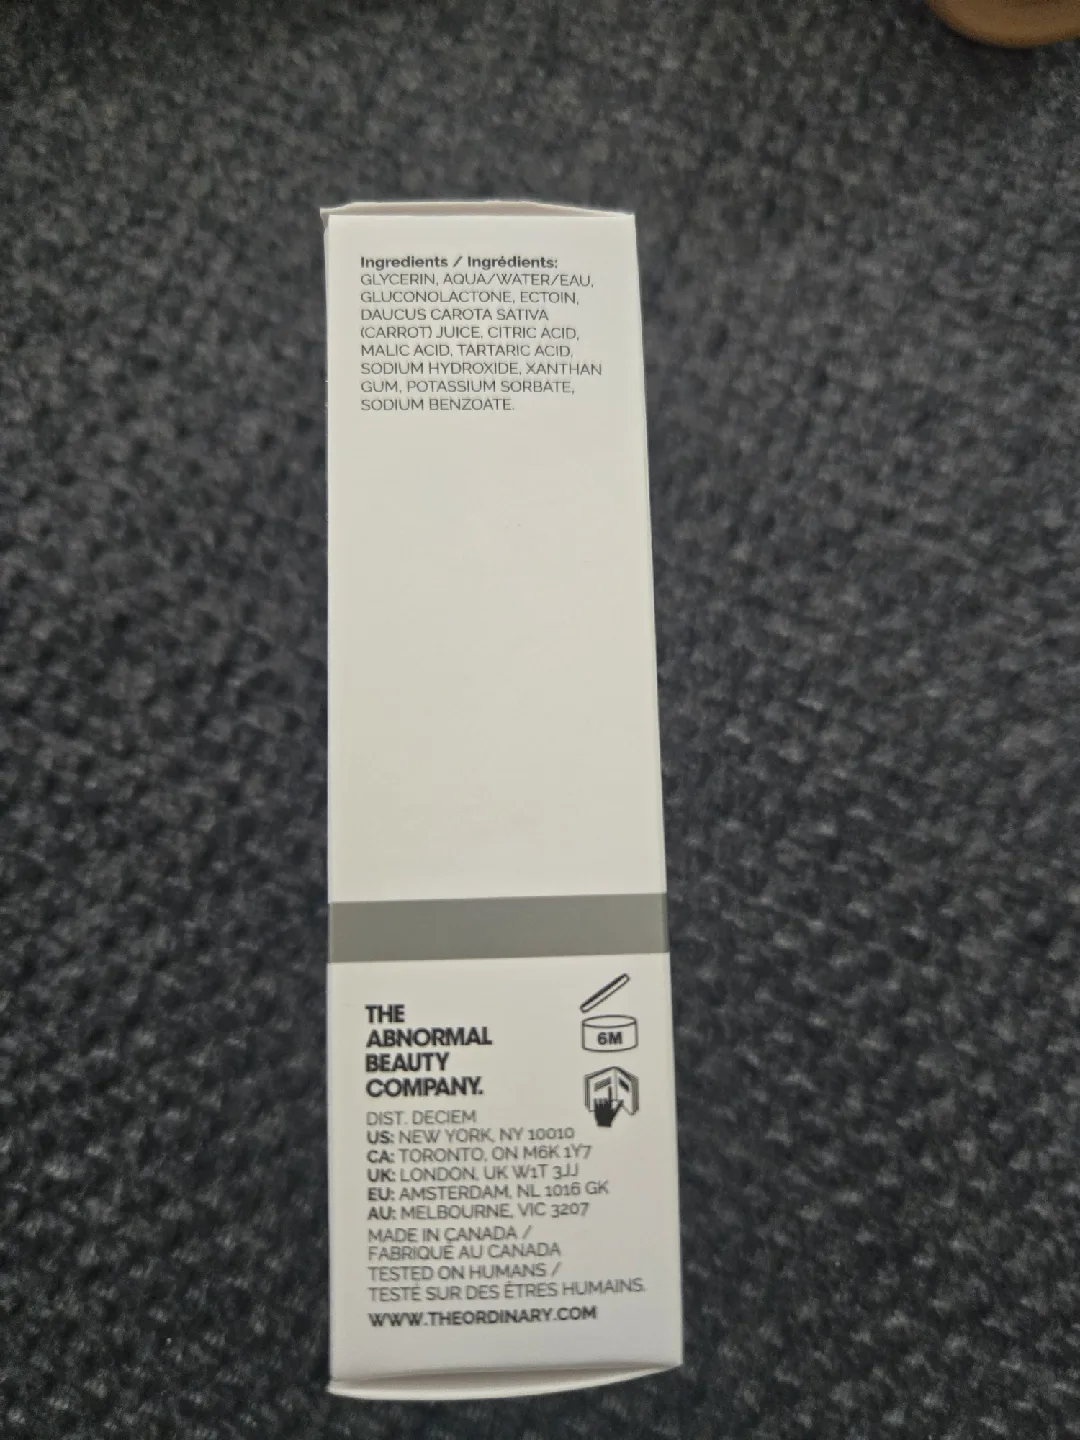 Ingredients / Ingrédients:
GLYCERIN, AQUA/WATER/EAU,
GLUCONOLACTONE, ECTOIN,
DAUCUS CAROTA SATIVA
(CARROT) JUICE, CITRIC ACID,
MALIC ACID, TARTARIC ACID,
SODIUM HYDROXIDE, XANTHAN
GUM, POTASSIUM SORBATE,
SODIUM BENZOATE.
THE
ABNORMAL
BEAUTY
COMPANY.
6M
DIST. DECIEM
US: NEW YORK, NY 10010
CA: TORONTO, ON M6K 1Y7
UK: LONDON, UK W1T 3JJ
EU: AMSTERDAM, NL 1016 GK
AU: MELBOURNE, VIC 3207
MADE IN CANADA /
FABRIQUÉ AU CANADA
TESTED ON HUMANS /
TESTÉ SUR DES ÊTRES HUMAINS.
WWW.THEORDINARY.COM